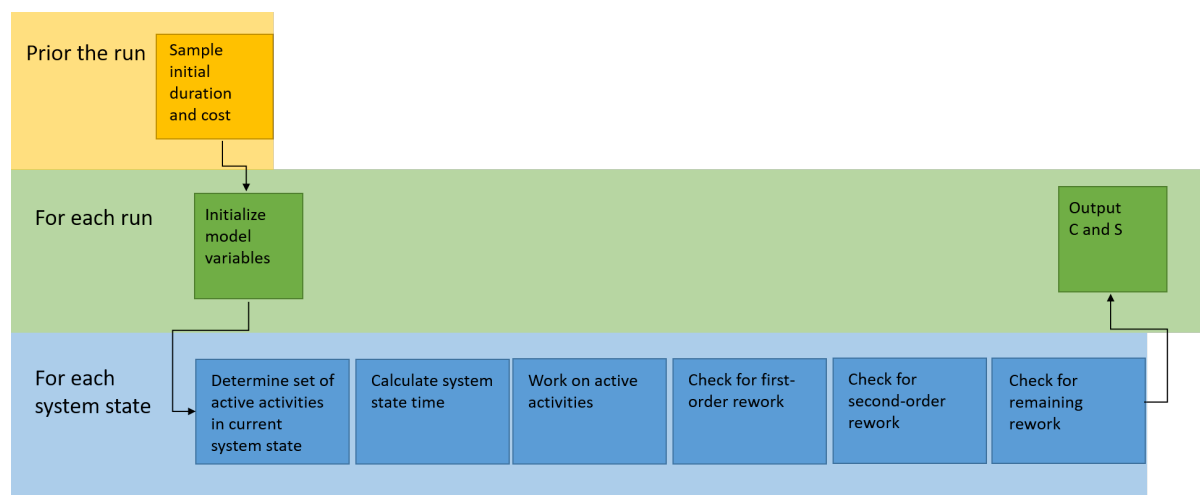 Prior the run
Sample
initial
duration
and cost
For each run
Initialize
model
variables
Output
C and S
For each
system state
Determine set of
active activities
in current
system state
Calculate system
state time
Work on active
activities
Check for first-
order rework
Check for
second-order
rework
Check for
remaining
rework